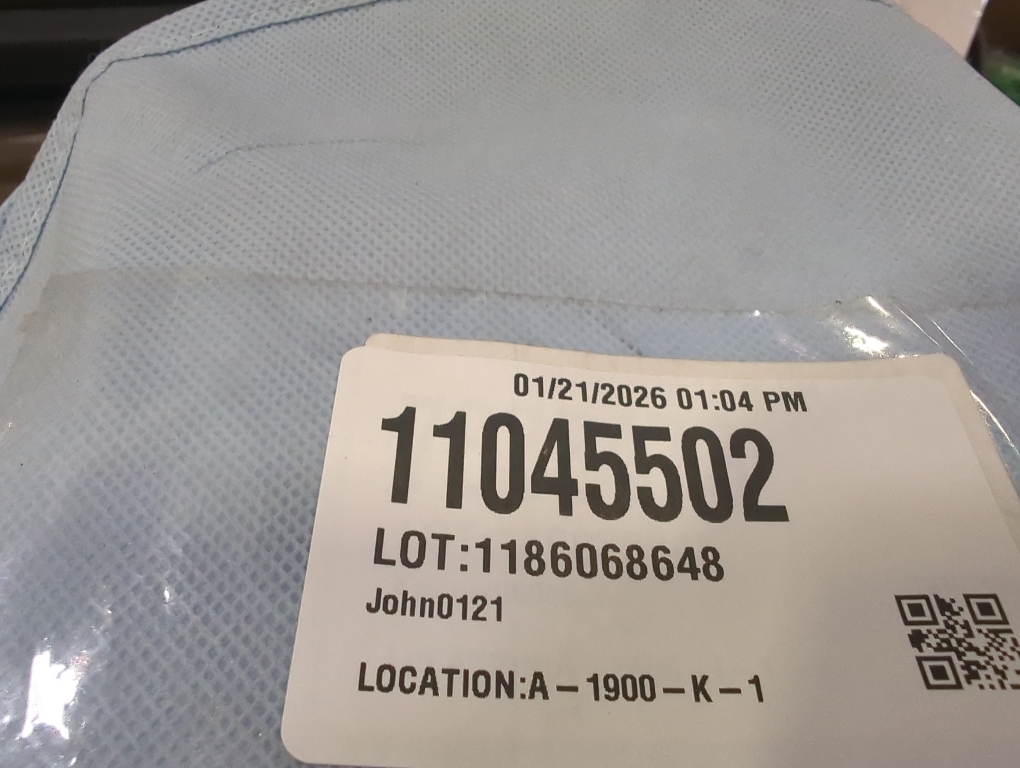 01/21/2026 01:04 PM
11045502
LOT:1186068648
John0121
LOCATION:A-1900-K-1